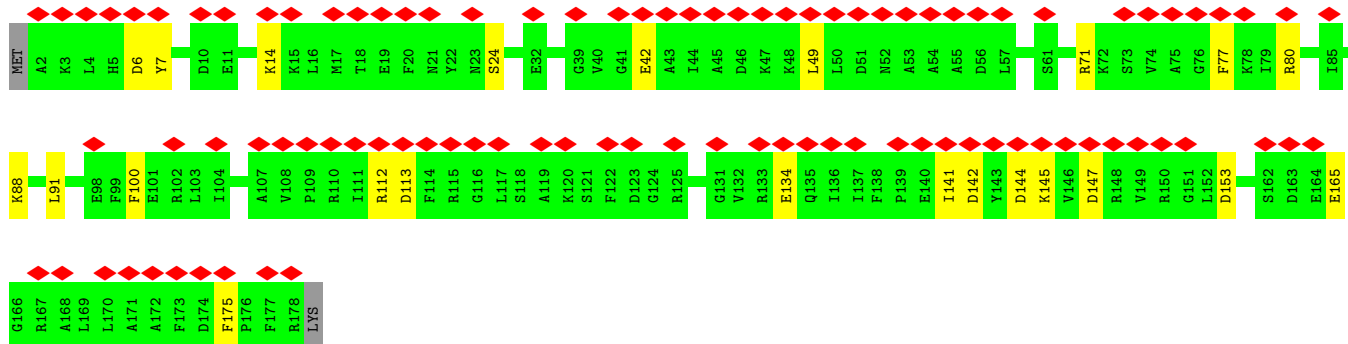 MET A2 K3 L4 H5 D6 Y7 D10 E11 K14 K15 L16 M17 T18 E19 F20 N21 Y22 N23 S24 E32 G39 V40 G41 E42 A43 I44 A45 D46 K47 K48 L49 L50 D51 N52 A53 A54 A55 D56 L57 S61 R71 K72 S73 V74 A75 G76 F77 K78 I79 R80 I85
K88 L91 E98 F99 F100 E101 R102 L103 I104 A107 V108 P109 R110 I111 R112 D113 F114 R115 G116 L117 S118 A119 K120 S121 F122 D123 G124 R125 G131 V132 R133 E134 Q135 I136 I137 F138 P139 E140 I141 D142 Y143 D144 K145 V146 D147 R148 V149 R150 G151 L152 D153 S162 D163 E164 E165
G166 R167 A168 L169 L170 A171 A172 F173 D174 F175 P176 F177 R178 LYS